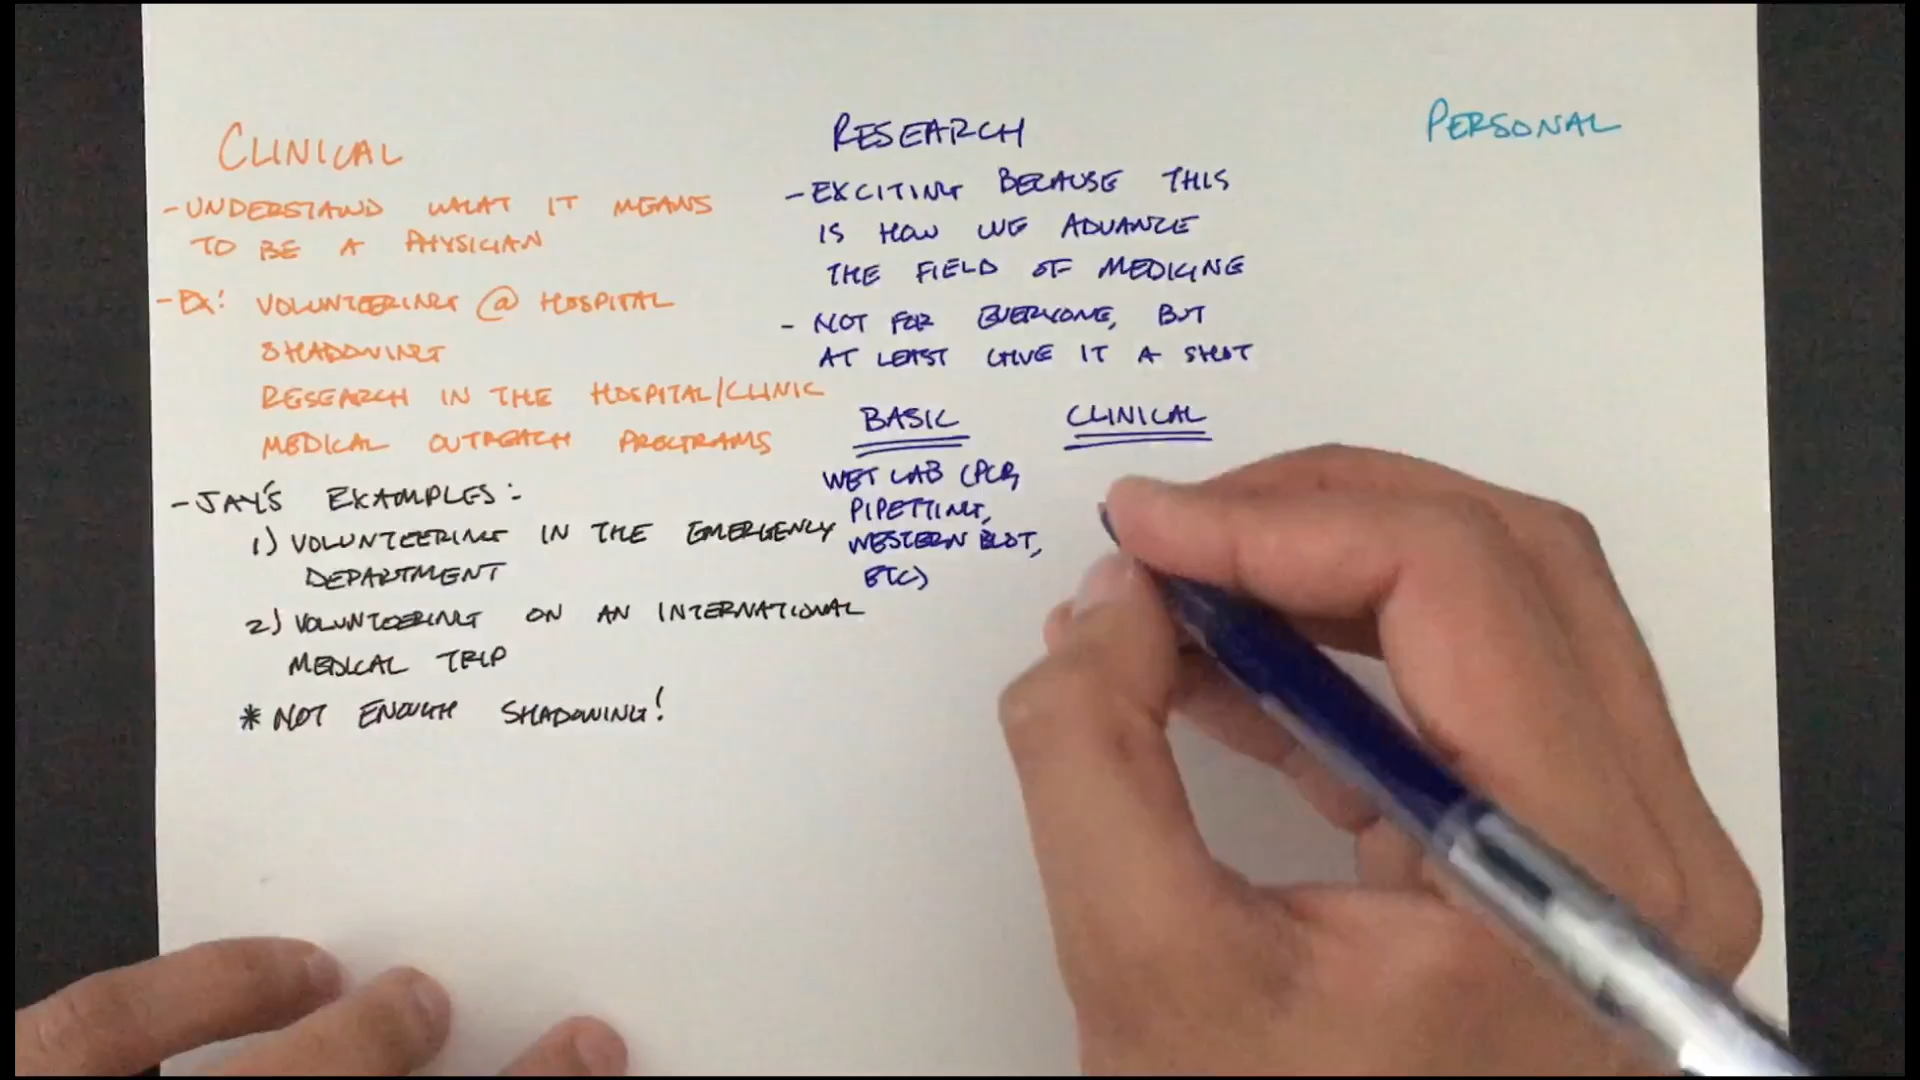 CLINICAL
- UNDERSTAND WHAT IT MEANS
TO BE A PHYSICIAN
- EX: VOLUNTEERING @ HOSPITAL
SHADOWING
RESEARCH IN THE HOSPITAL/CLINIC
MEDICAL OUTREACH PROGRAMS
- JAY'S EXAMPLES:
1) VOLUNTEERING IN THE EMERGENCY
DEPARTMENT
2) VOLUNTEERING ON AN INTERNATIONAL
MEDICAL TRIP
* NOT ENOUGH SHADOWING!
RESEARCH
- EXCITING BECAUSE THIS
IS HOW WE ADVANCE
THE FIELD OF MEDICINE
- NOT FOR EVERYONE, BUT
AT LEAST GIVE IT A SHOT
BASIC
WET LAB (PCR,
PIPETTING,
WESTERN BLOT,
ETC)
CLINICAL
PERSONAL